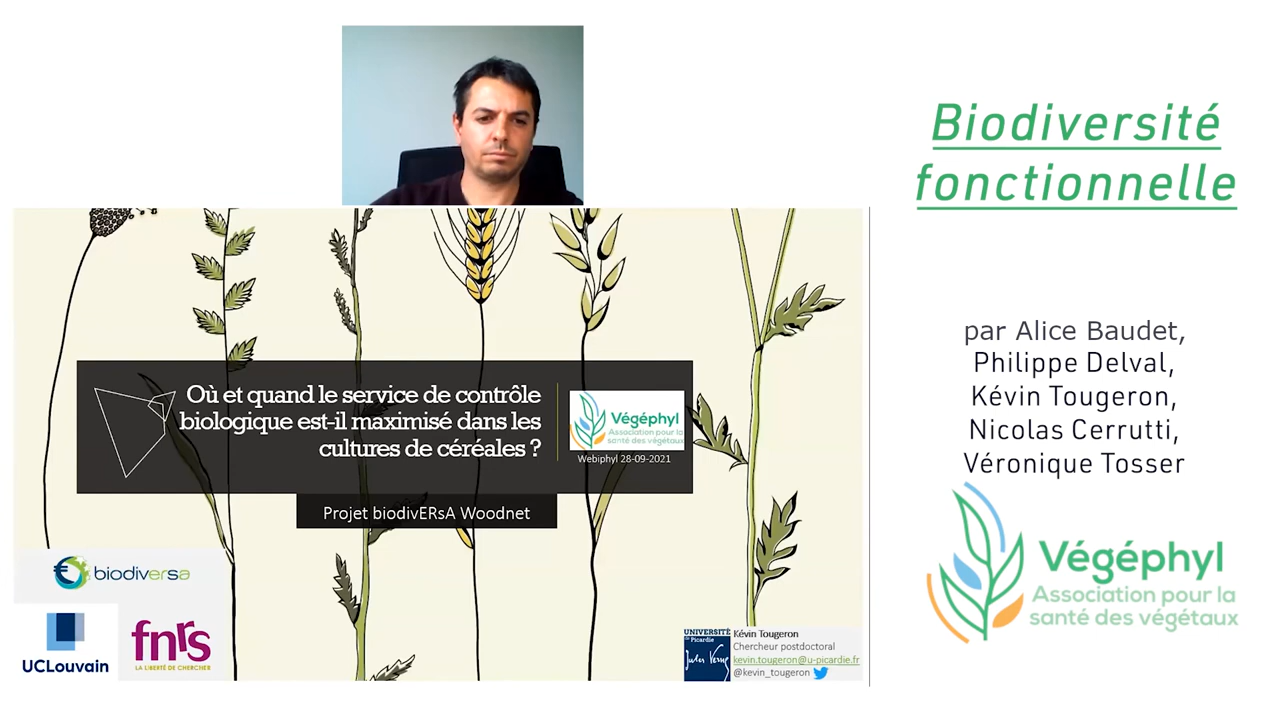 Biodiversité
fonctionnelle
par Alice Baudet,
Philippe Delval,
Kévin Tougeron,
Nicolas Cerrutti,
Véronique Tosser
Végéphyl
Association pour la
santé des végétaux
Où et quand le service de contrôle
biologique est-il maximisé dans les
cultures de céréales ?
Végéphyl
Association pour la
santé des végétaux
Webiphyl 28-09-2021
Projet biodivERsA Woodnet
biodiversa
UCLouvain
fnrs
LA LIBERTÉ DE CHERCHER
UNIVERSITÉ
de Picardie
Jules Verne
Kévin Tougeron
Chercheur postdoctoral
kevin.tougeron@u-picardie.fr
@kevin_tougeron